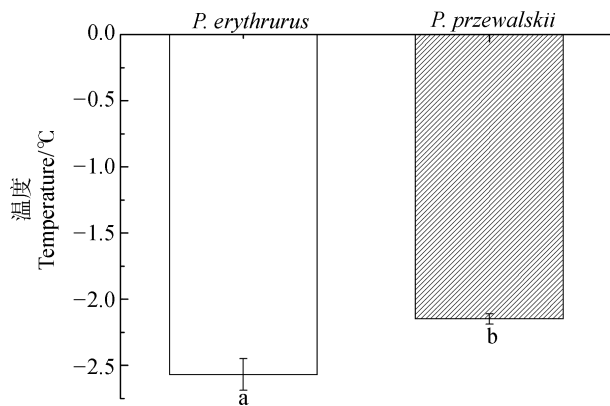 P. erythrurus
P. przewalskii
0.0
−0.5
−1.0
−1.5
−2.0
−2.5
温度
Temperature/℃
a
b